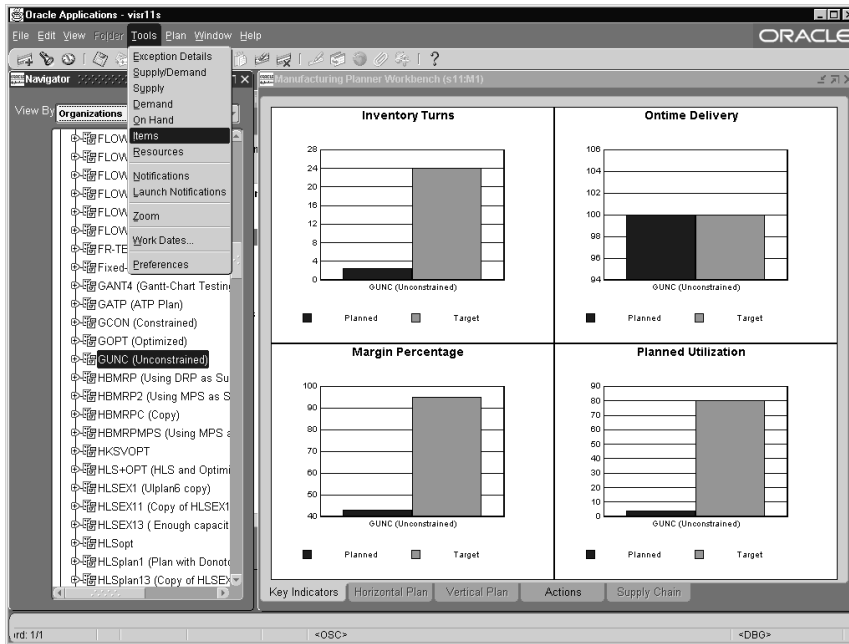 Oracle Applications - visr11s
File Edit View Folder Tools Plan Window Help
ORACLE
Exception Details
Supply/Demand
Supply
Demand
On Hand
Items
Resources
Notifications
Launch Notifications
Zoom
Work Dates...
Preferences
Navigator
View By Organizations
FLOW
FLOW
FLOW
FLOW
FLOW
FLOW
FR-TE
Fixed-
GANT4 (Gantt-Chart Testing
GATP (ATP Plan)
GCON (Constrained)
GOPT (Optimized)
GUNC (Unconstrained)
HBMRP (Using DRP as Su
HBMRP2 (Using MPS as S
HBMRPC (Copy)
HBMRPMPS (Using MPS a
HKSVOPT
HLS+OPT (HLS and Optimi
HLSEX1 (Ulplan6 copy)
HLSEX11 (Copy of HLSEX1
HLSEX13 ( Enough capacit
HLSopt
HLSplan1 (Plan with Donoto
HLSplan13 (Copy of HLSEX
Manufacturing Planner Workbench (s11:M1)
Inventory Turns
28
24
20
16
12
8
4
0
GUNC (Unconstrained)
Planned Target
Ontime Delivery
106
104
102
100
98
96
94
GUNC (Unconstrained)
Planned Target
Margin Percentage
100
90
80
70
60
50
40
GUNC (Unconstrained)
Planned Target
Planned Utilization
90
80
70
60
50
40
30
20
10
0
GUNC (Unconstrained)
Planned Target
Key Indicators Horizontal Plan Vertical Plan Actions Supply Chain
rd: 1/1 <OSC> <DBG>